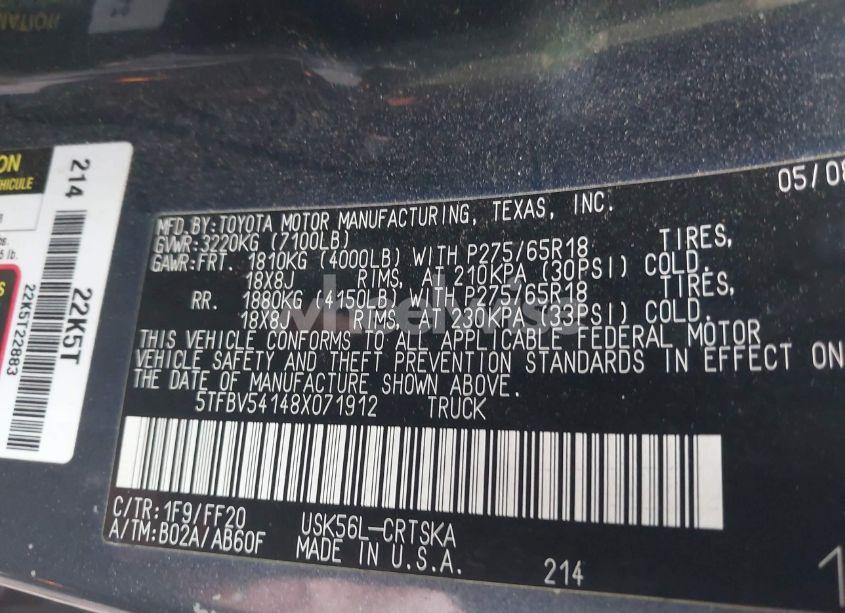 05/08
MFD.BY:TOYOTA MOTOR MANUFACTURING, TEXAS, INC.
GVWR:3220KG (7100LB)
GAWR:FRT. 1810KG (4000LB) WITH P275/65R18 TIRES,
18X8J RIMS, AT 210KPA (30PSI) COLD.
RR. 1880KG (4150LB) WITH P275/65R18 TIRES,
18X8J RIMS, AT 230KPA (33PSI) COLD.
THIS VEHICLE CONFORMS TO ALL APPLICABLE FEDERAL MOTOR
VEHICLE SAFETY AND THEFT PREVENTION STANDARDS IN EFFECT ON
THE DATE OF MANUFACTURE SHOWN ABOVE.
5TFBV54148X071912 TRUCK
C/TR:1F9/FF20 USK56L-CRTSKA
A/TM:B02A/AB60F MADE IN U.S.A.
214
214
22K5T
22K5T22883